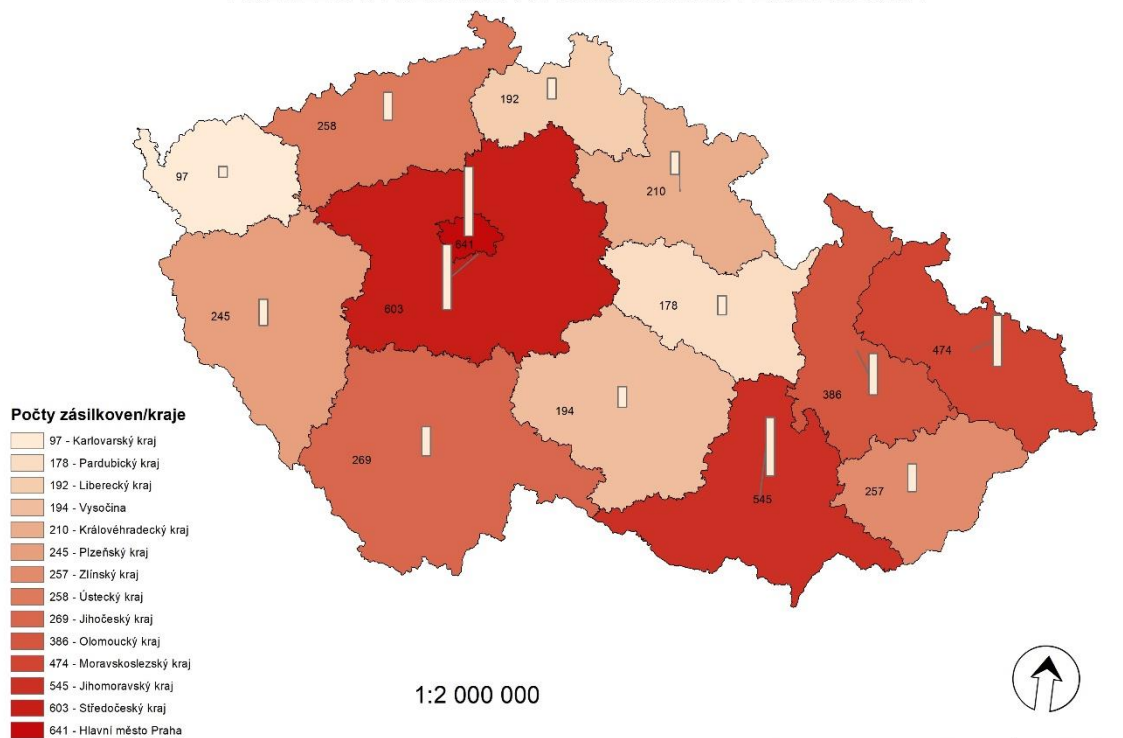 192
258
97
210
641
178
245
603
474
386
194
269
257
545
Počty zásilkoven/kraje
97 - Karlovarský kraj
178 - Pardubický kraj
192 - Liberecký kraj
194 - Vysočina
210 - Královéhradecký kraj
245 - Plzeňský kraj
257 - Zlínský kraj
258 - Ústecký kraj
269 - Jihočeský kraj
386 - Olomoucký kraj
474 - Moravskoslezský kraj
545 - Jihomoravský kraj
603 - Středočeský kraj
641 - Hlavní město Praha
1:2 000 000